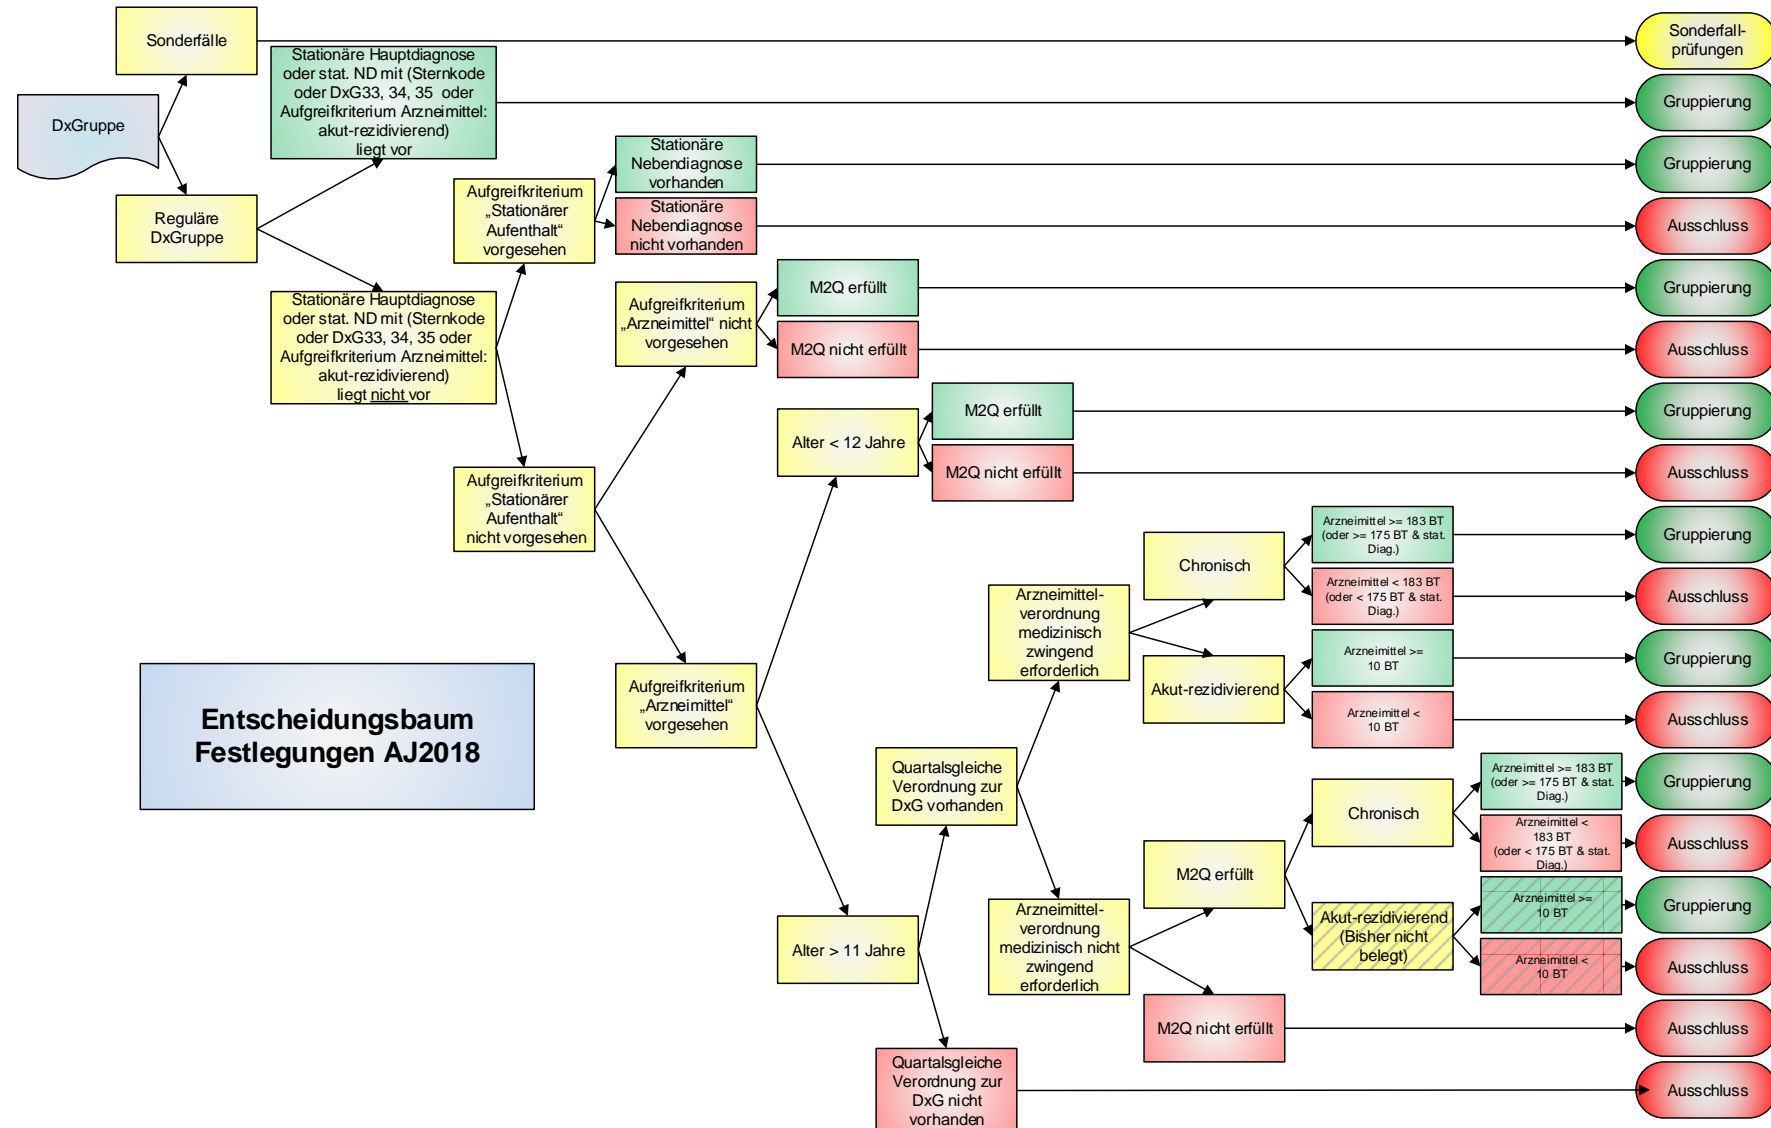 DxGruppe
Sonderfälle
Reguläre
DxGruppe
Stationäre Hauptdiagnose
oder stat. ND mit (Sternkode
oder DxG33, 34, 35 oder
Aufgreifkriterium Arzneimittel:
akut-rezidivierend)
liegt vor
Stationäre Hauptdiagnose
oder stat. ND mit (Sternkode
oder DxG33, 34, 35 oder
Aufgreifkriterium Arzneimittel:
akut-rezidivierend)
liegt nicht vor
Aufgreifkriterium
„Stationärer
Aufenthalt“
vorgesehen
Aufgreifkriterium
„Stationärer
Aufenthalt“
nicht vorgesehen
Stationäre
Nebendiagnose
vorhanden
Stationäre
Nebendiagnose
nicht vorhanden
Aufgreifkriterium
„Arzneimittel“ nicht
vorgesehen
Aufgreifkriterium
„Arzneimittel“
vorgesehen
M2Q erfüllt
M2Q nicht erfüllt
Alter < 12 Jahre
Alter > 11 Jahre
M2Q erfüllt
M2Q nicht erfüllt
Quartalsgleiche
Verordnung zur
DxG vorhanden
Quartalsgleiche
Verordnung zur
DxG nicht
vorhanden
Arzneimittel-
verordnung
medizinisch
zwingend
erforderlich
Arzneimittel-
verordnung
medizinisch nicht
zwingend
erforderlich
Chronisch
Akut-rezidivierend
M2Q erfüllt
M2Q nicht erfüllt
Arzneimittel >= 183 BT
(oder >= 175 BT & stat.
Diag.)
Arzneimittel < 183 BT
(oder < 175 BT & stat.
Diag.)
Arzneimittel >=
10 BT
Arzneimittel <
10 BT
Chronisch
Akut-rezidivierend
(Bisher nicht
belegt)
Arzneimittel >= 183 BT
(oder >= 175 BT & stat.
Diag.)
Arzneimittel <
183 BT
(oder < 175 BT & stat.
Diag.)
Arzneimittel >=
10 BT
Arzneimittel <
10 BT
Sonderfall-
prüfungen
Gruppierung
Gruppierung
Ausschluss
Gruppierung
Ausschluss
Gruppierung
Ausschluss
Gruppierung
Ausschluss
Gruppierung
Ausschluss
Gruppierung
Ausschluss
Gruppierung
Ausschluss
Ausschluss
Ausschluss
Entscheidungsbaum
Festlegungen AJ2018